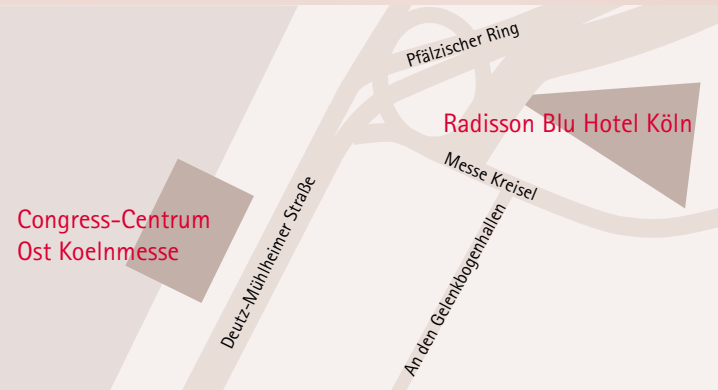 Pfälzischer Ring
Radisson Blu Hotel Köln
Messe Kreisel
Congress-Centrum
Ost Koelnmesse
Deutz-Mühlheimer Straße
An den Gelenkbogenhallen